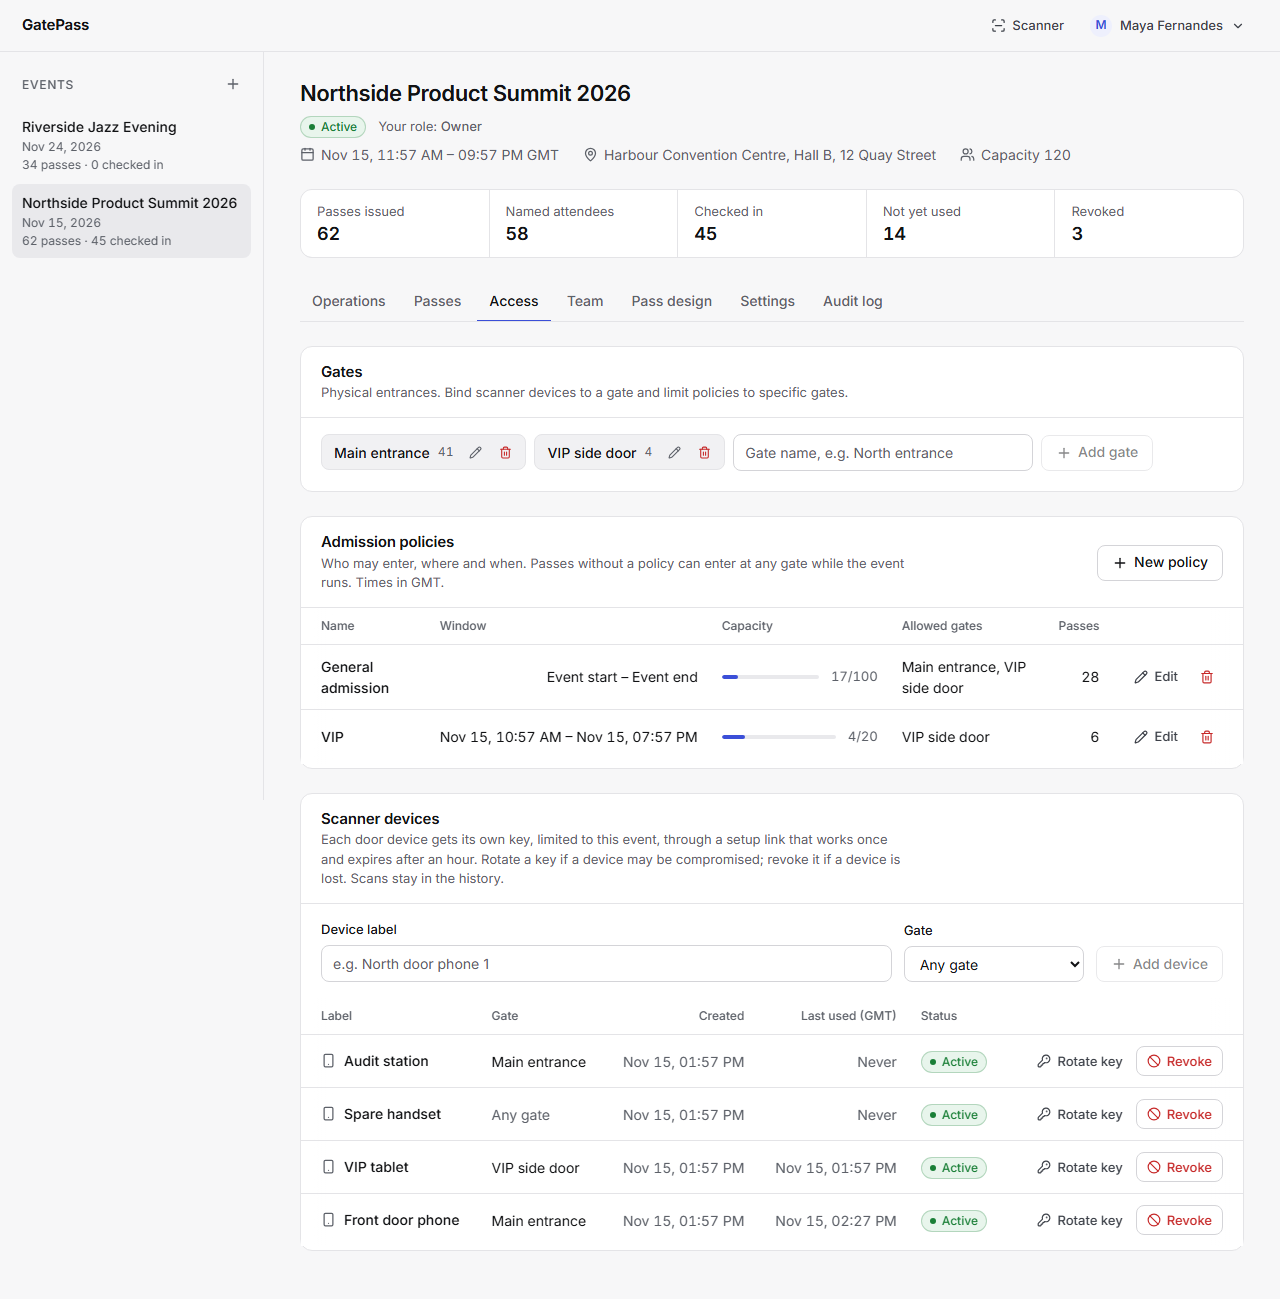 GatePass
Scanner
M Maya Fernandes
EVENTS
Riverside Jazz Evening
Nov 24, 2026
34 passes · 0 checked in
Northside Product Summit 2026
Nov 15, 2026
62 passes · 45 checked in
Northside Product Summit 2026
Active Your role: Owner
Nov 15, 11:57 AM – 09:57 PM GMT Harbour Convention Centre, Hall B, 12 Quay Street Capacity 120
Passes issued Named attendees Checked in Not yet used Revoked
62 58 45 14 3
Operations Passes Access Team Pass design Settings Audit log
Gates
Physical entrances. Bind scanner devices to a gate and limit policies to specific gates.
Main entrance 41 VIP side door 4 Gate name, e.g. North entrance Add gate
Admission policies
Who may enter, where and when. Passes without a policy can enter at any gate while the event
runs. Times in GMT.
New policy
Name Window Capacity Allowed gates Passes
General
admission
Event start – Event end 17/100
Main entrance, VIP
side door
28 Edit
VIP Nov 15, 10:57 AM – Nov 15, 07:57 PM 4/20 VIP side door 6 Edit
Scanner devices
Each door device gets its own key, limited to this event, through a setup link that works once
and expires after an hour. Rotate a key if a device may be compromised; revoke it if a device is
lost. Scans stay in the history.
Device label Gate
e.g. North door phone 1 Any gate Add device
Label Gate Created Last used (GMT) Status
Audit station Main entrance Nov 15, 01:57 PM Never Active Rotate key Revoke
Spare handset Any gate Nov 15, 01:57 PM Never Active Rotate key Revoke
VIP tablet VIP side door Nov 15, 01:57 PM Nov 15, 01:57 PM Active Rotate key Revoke
Front door phone Main entrance Nov 15, 01:57 PM Nov 15, 02:27 PM Active Rotate key Revoke